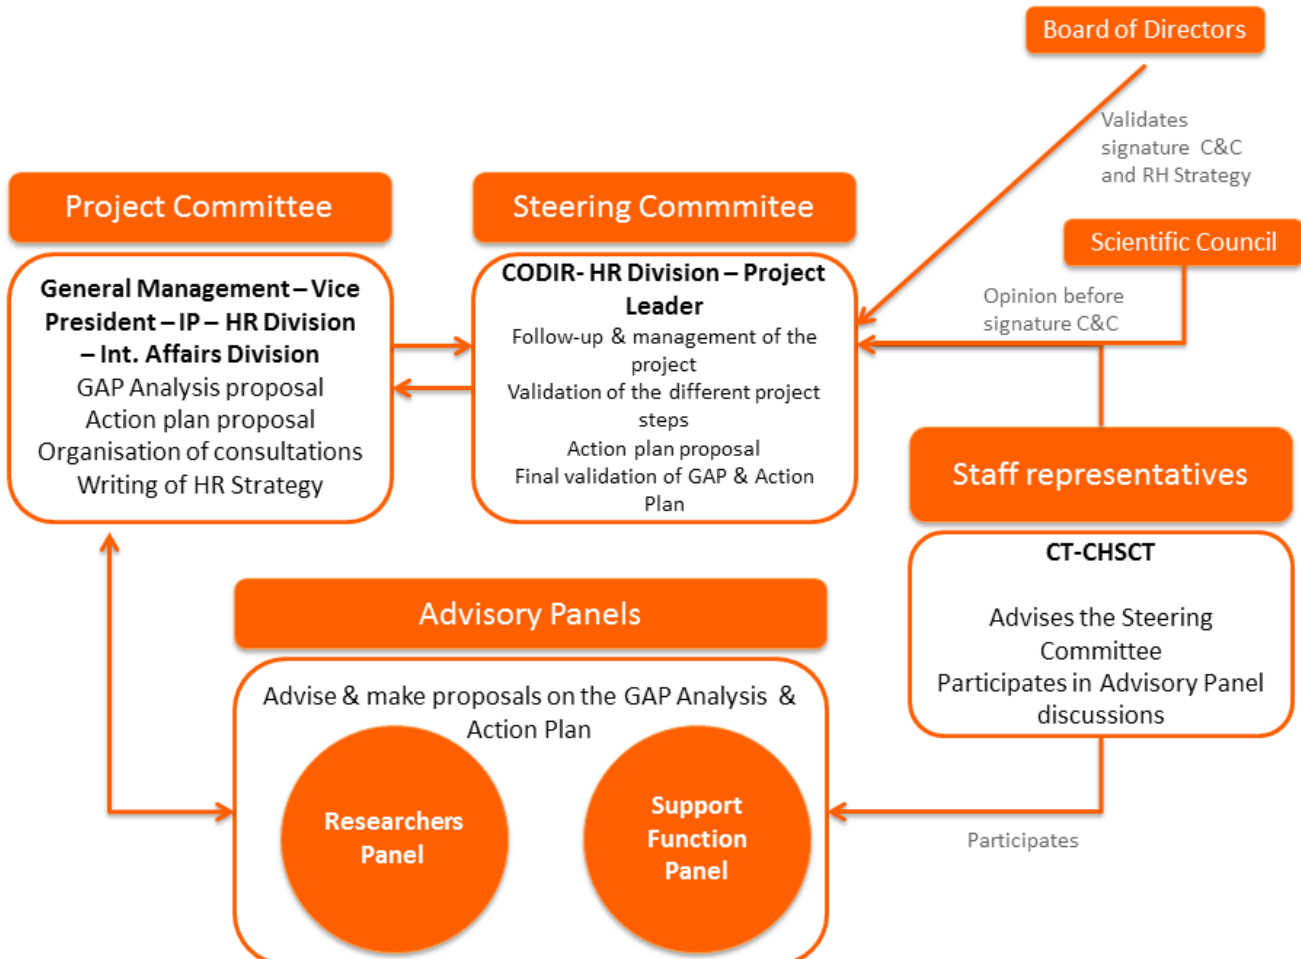 Board of Directors
Validates
signature C&C
and RH Strategy
Project Committee
Steering Commmitee
Scientific Council
General Management – Vice
President – IP – HR Division
– Int. Affairs Division
GAP Analysis proposal
Action plan proposal
Organisation of consultations
Writing of HR Strategy
CODIR- HR Division – Project
Leader
Follow-up & management of the
project
Validation of the different project
steps
Action plan proposal
Final validation of GAP & Action
Plan
Opinion before
signature C&C
Staff representatives
CT-CHSCT
Advises the Steering
Committee
Participates in Advisory Panel
discussions
Advisory Panels
Advise & make proposals on the GAP Analysis &
Action Plan
Researchers
Panel
Support
Function
Panel
Participates